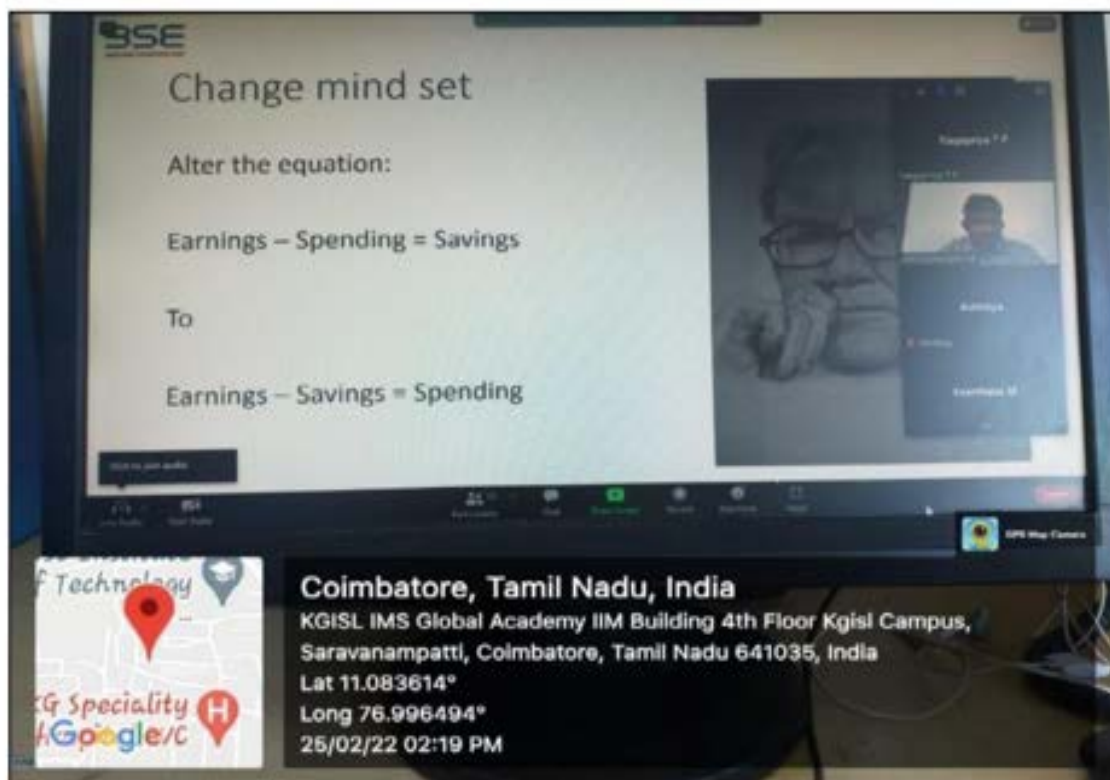 BSE
Change mind set
Alter the equation:
Earnings – Spending = Savings
To
Earnings – Savings = Spending
Chat
GPS Map Camera
of Technology
...
Speciality
H
Google
Coimbatore, Tamil Nadu, India
KGISL IMS Global Academy IIM Building 4th Floor Kgisl Campus,
Saravanampatti, Coimbatore, Tamil Nadu 641035, India
Lat 11.083614°
Long 76.996494°
25/02/22 02:19 PM